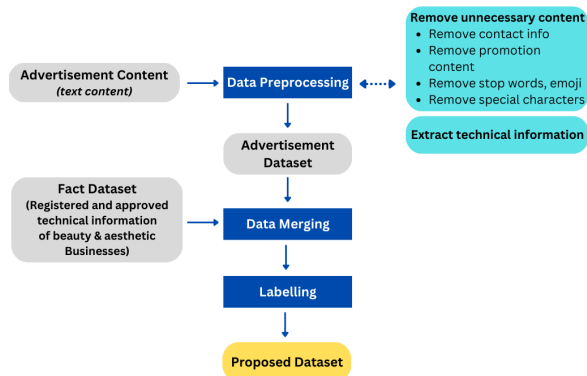 Remove unnecessary content
• Remove contact info
• Remove promotion
content
• Remove stop words, emoji
• Remove special characters
Extract technical information
Advertisement Content
(text content)
Data Preprocessing
Advertisement
Dataset
Fact Dataset
(Registered and approved
technical information
of beauty & aesthetic
Businesses)
Data Merging
Labelling
Proposed Dataset